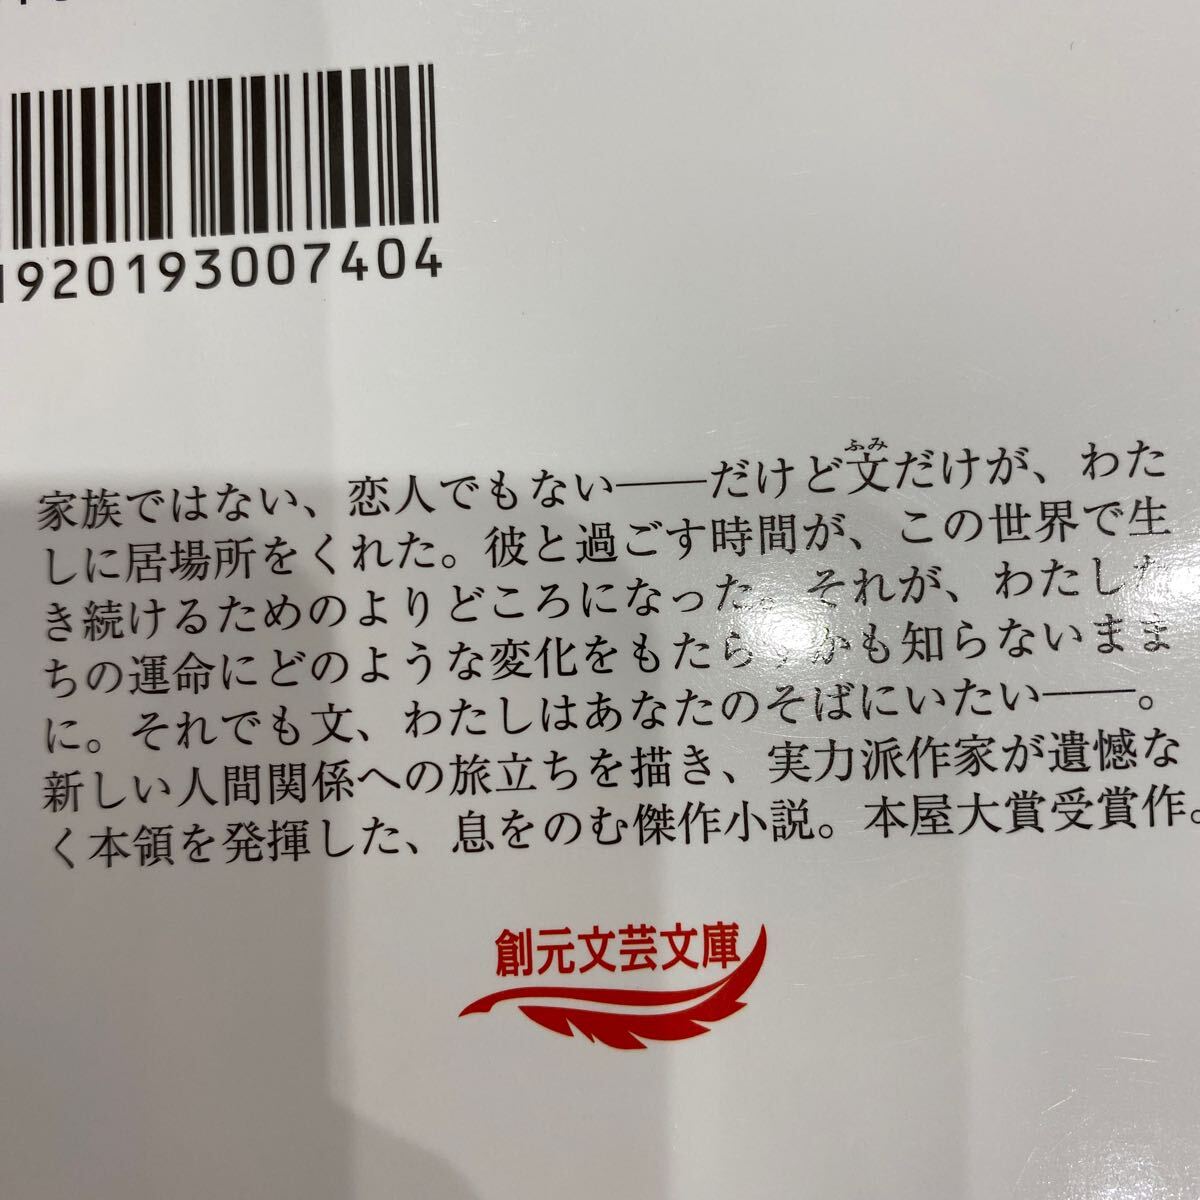 1920193007404
家族ではない、恋人でもない――だけど文だけが、わた
ふみ
しに居場所をくれた。彼と過ごす時間が、この世界で生
き続けるためのよりどころになった。それが、わたした
ちの運命にどのような変化をもたらすかも知らないまま
に。それでも文、わたしはあなたのそばにいたい――。
新しい人間関係への旅立ちを描き、実力派作家が遺憾な
く本領を発揮した、息をのむ傑作小説。本屋大賞受賞作。
創元文芸文庫